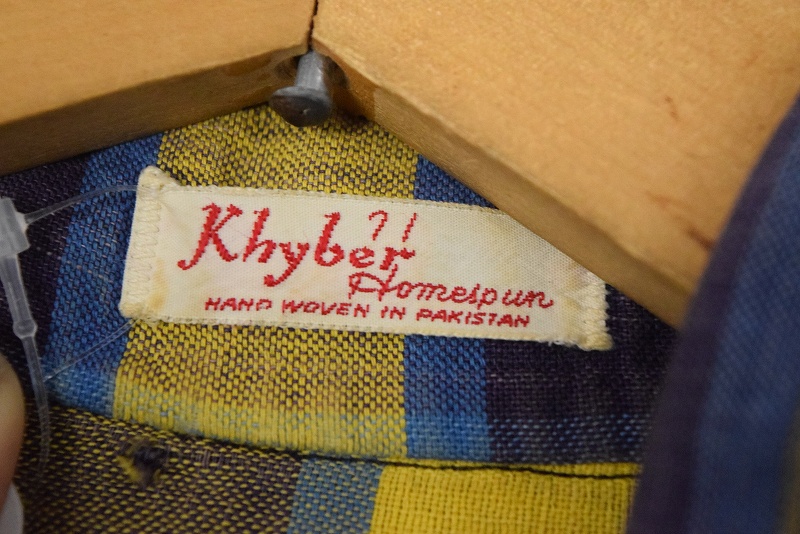 Khyber
Homespun
HAND WOVEN IN PAKISTAN